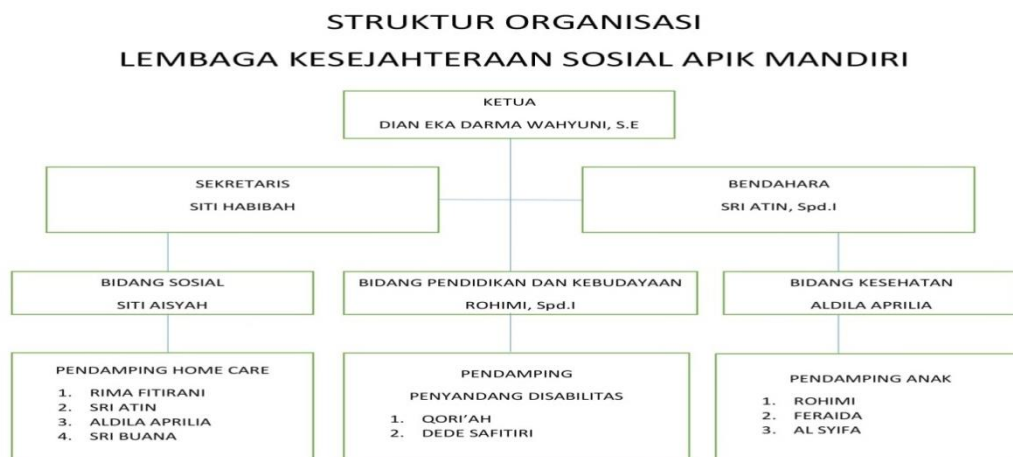 STRUKTUR ORGANISASI
LEMBAGA KESEJAHTERAAN SOSIAL APIK MANDIRI
KETUA
DIAN EKA DARMA WAHYUNI, S.E
SEKRETARIS
SITI HABIBAH
BENDAHARA
SRI ATIN, Spd.I
BIDANG SOSIAL
SITI AISYAH
BIDANG PENDIDIKAN DAN KEBUDAYAAN
ROHIMI, Spd.I
BIDANG KESEHATAN
ALDILA APRILIA
PENDAMPING HOME CARE
1. RIMA FITIRANI
2. SRI ATIN
3. ALDILA APRILIA
4. SRI BUANA
PENDAMPING
PENYANDANG DISABILITAS
1. QORI’AH
2. DEDE SAFITIRI
PENDAMPING ANAK
1. ROHIMI
2. FERAIDA
3. AL SYIFA